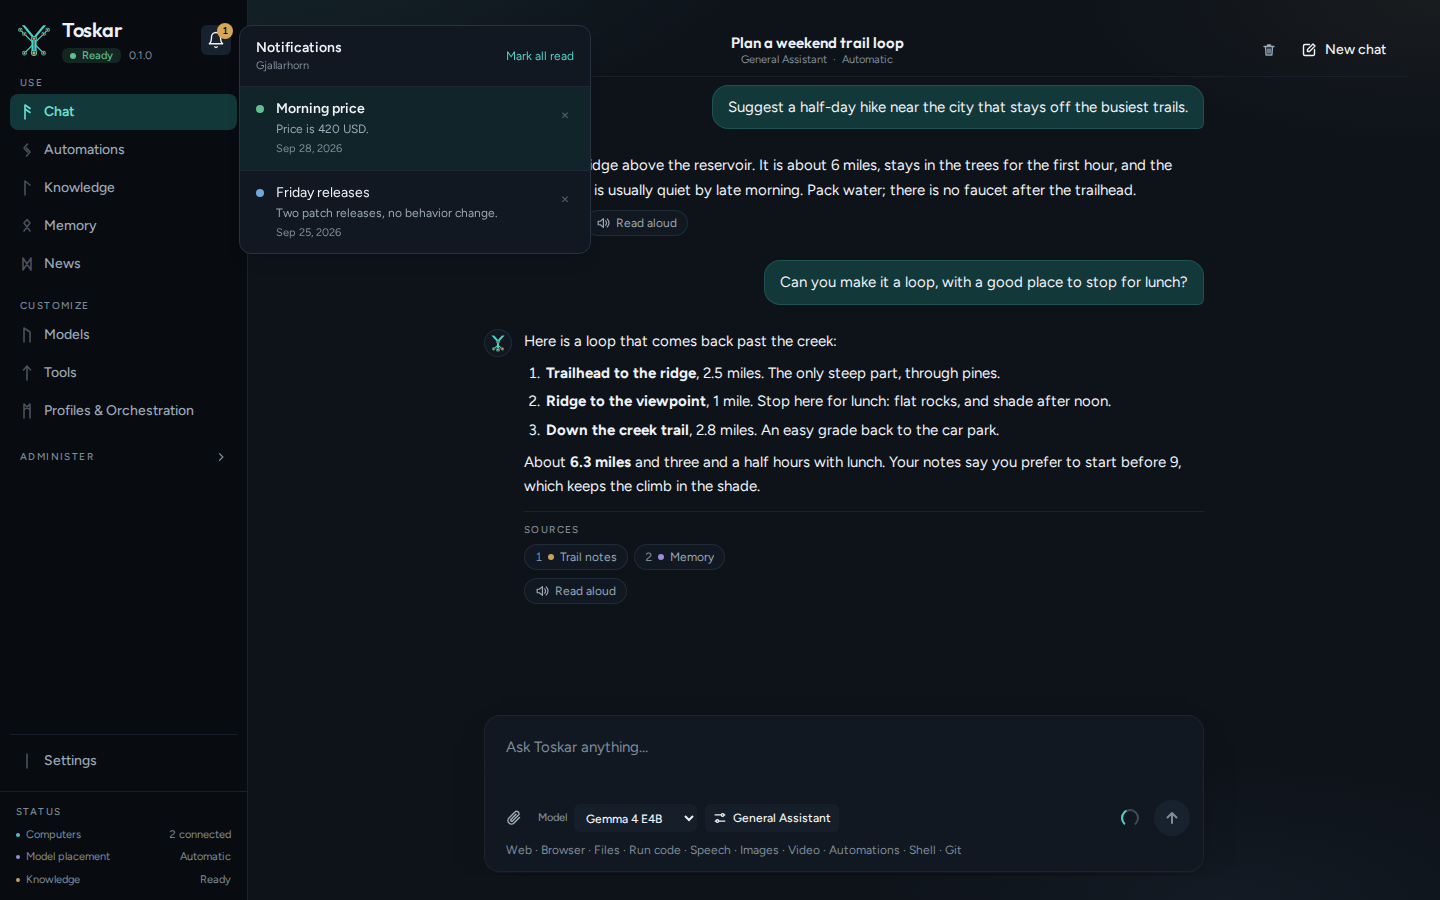 Toskar
Ready 0.1.0
1
USE
Chat
Automations
Knowledge
Memory
News
CUSTOMIZE
Models
Tools
Profiles & Orchestration
ADMINISTER
Settings
STATUS
Computers 2 connected
Model placement Automatic
Knowledge Ready
Notifications
Gjallarhorn
Mark all read
Morning price
Price is 420 USD.
Sep 28, 2026
Friday releases
Two patch releases, no behavior change.
Sep 25, 2026
Plan a weekend trail loop
General Assistant · Automatic
New chat
Suggest a half-day hike near the city that stays off the busiest trails.
above the reservoir. It is about 6 miles, stays in the trees for the first hour, and the
is usually quiet by late morning. Pack water; there is no faucet after the trailhead.
Read aloud
Can you make it a loop, with a good place to stop for lunch?
Here is a loop that comes back past the creek:
1. Trailhead to the ridge, 2.5 miles. The only steep part, through pines.
2. Ridge to the viewpoint, 1 mile. Stop here for lunch: flat rocks, and shade after noon.
3. Down the creek trail, 2.8 miles. An easy grade back to the car park.
About 6.3 miles and three and a half hours with lunch. Your notes say you prefer to start before 9,
which keeps the climb in the shade.
SOURCES
1 Trail notes 2 Memory
Read aloud
Ask Toskar anything...
Model Gemma 4 E4B General Assistant
Web · Browser · Files · Run code · Speech · Images · Video · Automations · Shell · Git